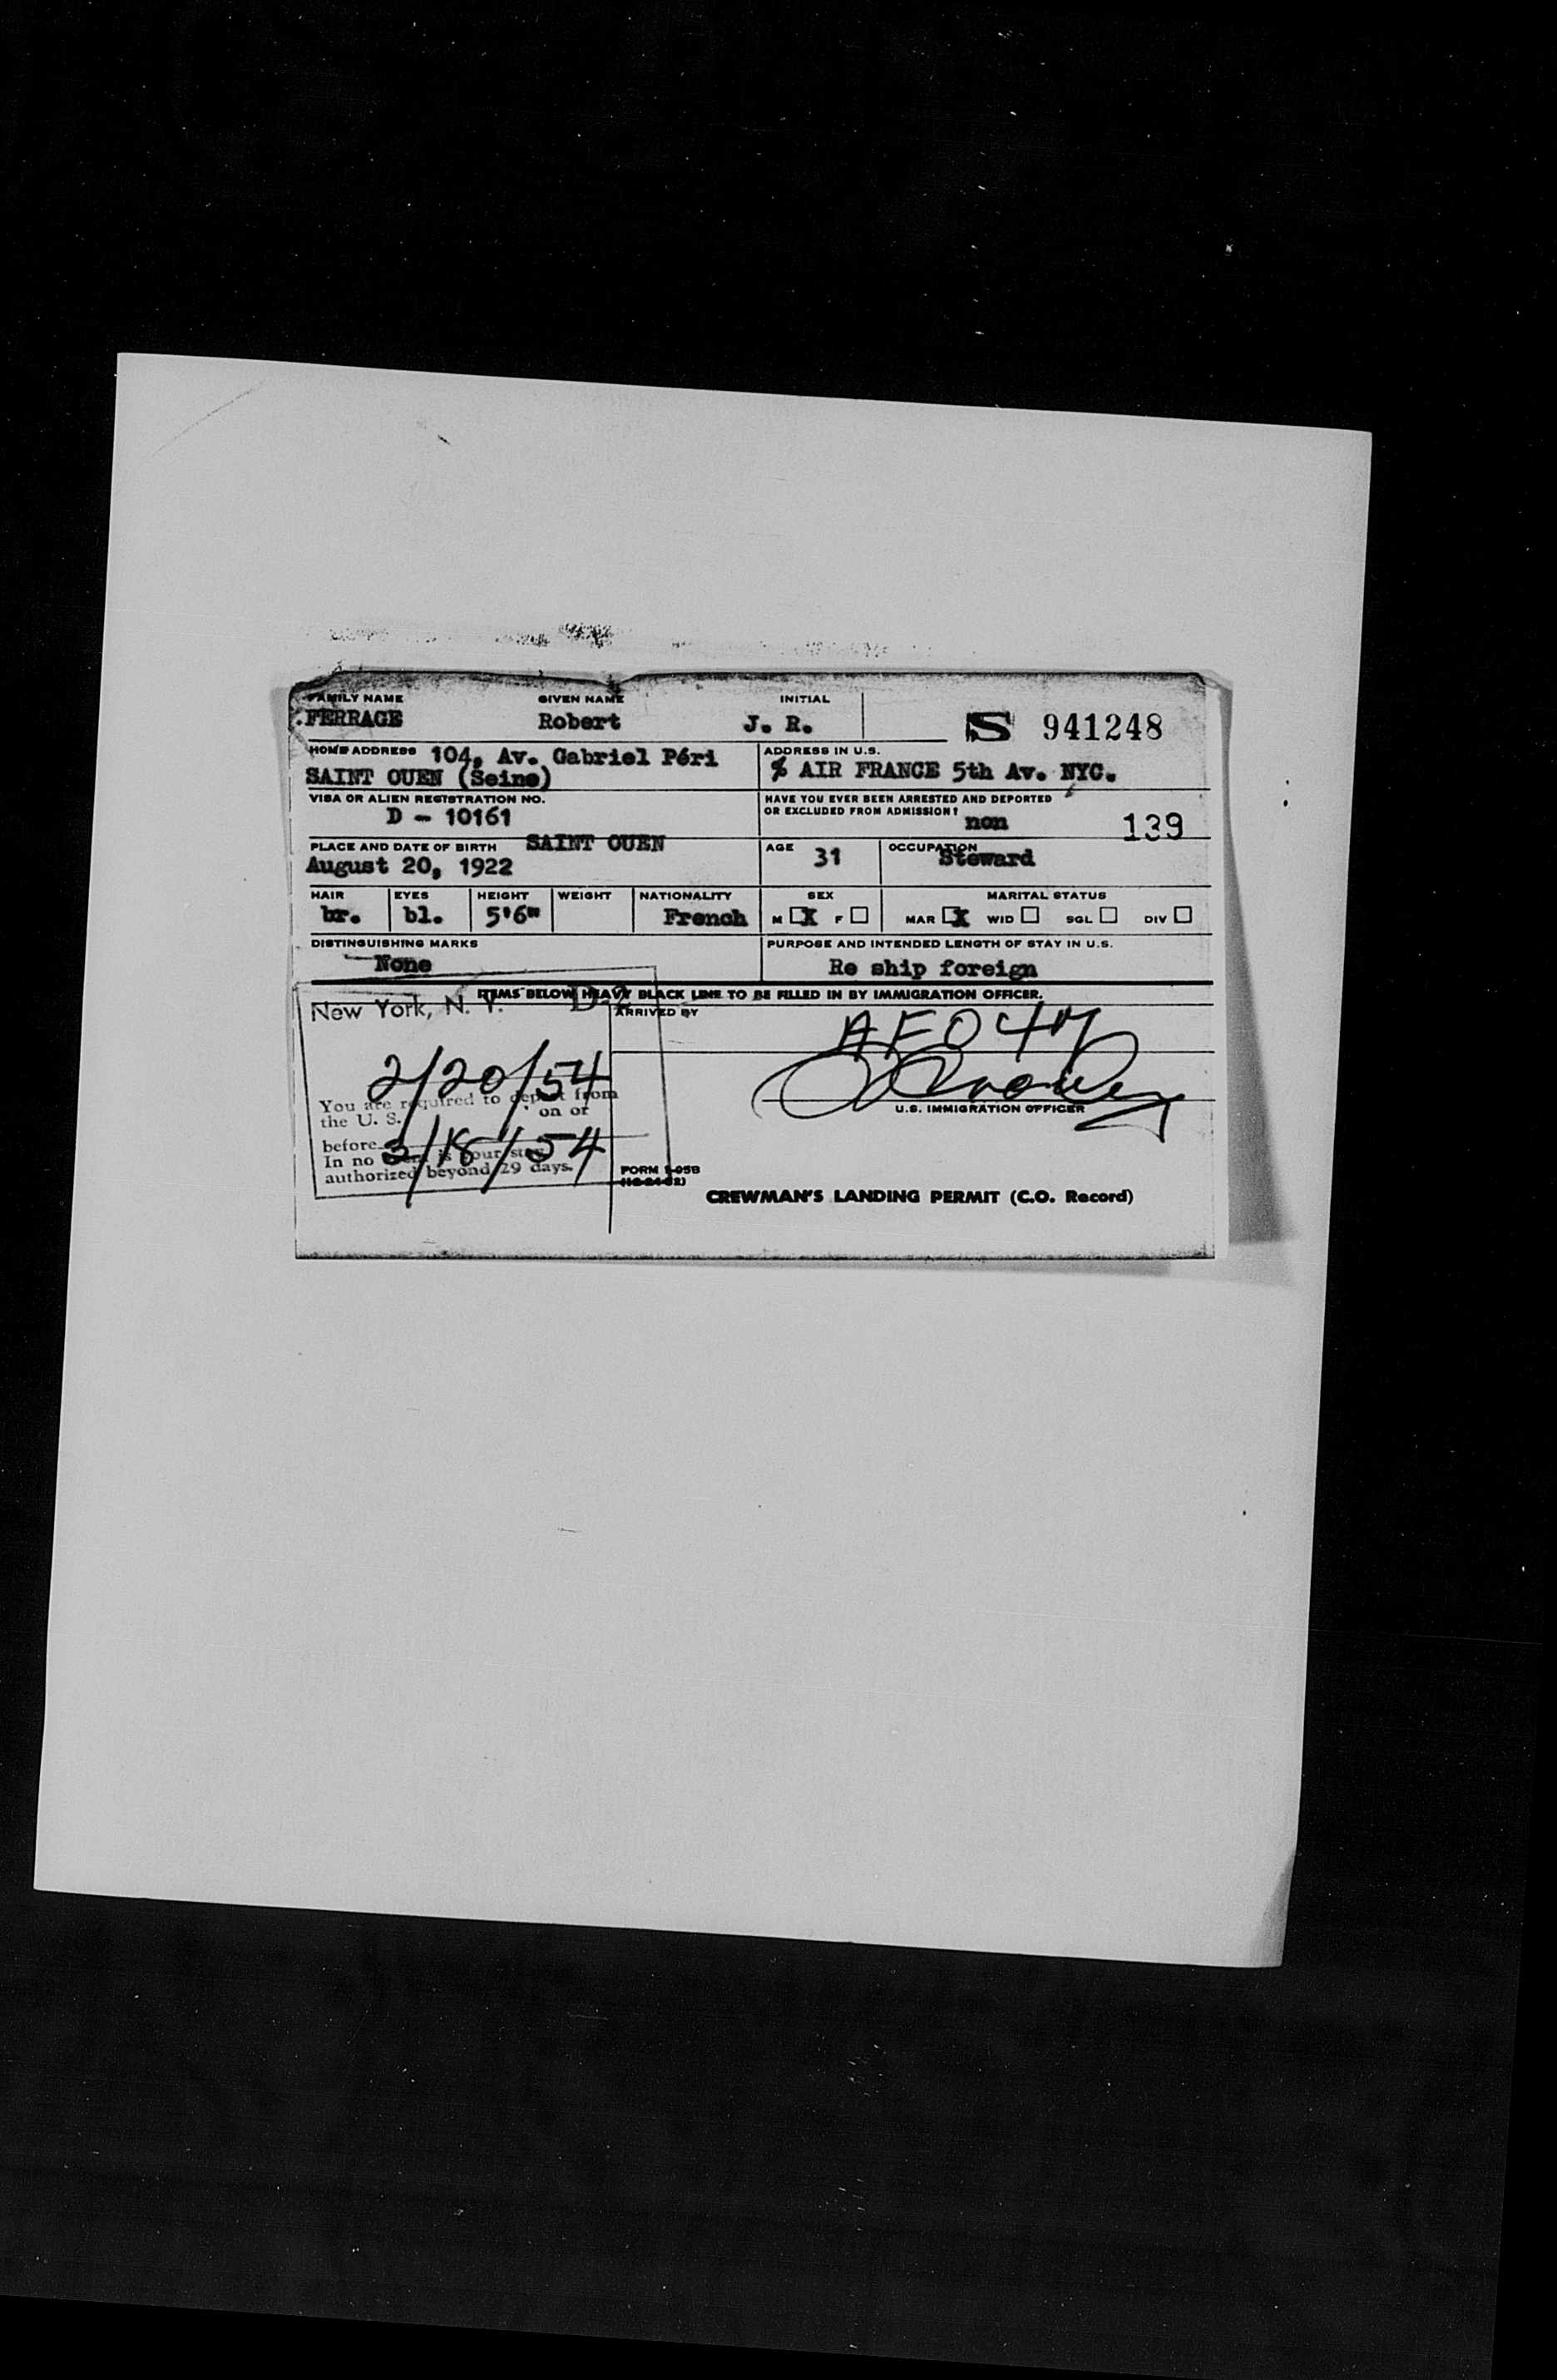 FAMILY NAME GIVEN NAME INITIAL
FERRAGE Robert J. R. S 941248
HOME ADDRESS 104, Av. Gabriel Péri ADDRESS IN U.S.
SAINT OUEN (Seine) % AIR FRANCE 5th Av. NYC.
VISA OR ALIEN REGISTRATION NO. HAVE YOU EVER BEEN ARRESTED AND DEPORTED
OR EXCLUDED FROM ADMISSION?
D - 10161 non 139
PLACE AND DATE OF BIRTH SAINT OUEN AGE OCCUPATION
August 20, 1922 31 Steward
HAIR EYES HEIGHT WEIGHT NATIONALITY SEX MARITAL STATUS
br. bl. 5'6" French M X F MAR X WID SGL DIV
DISTINGUISHING MARKS PURPOSE AND INTENDED LENGTH OF STAY IN U.S.
None Re ship foreign
ITEMS BELOW HEAVY BLACK LINE TO BE FILLED IN BY IMMIGRATION OFFICER.
New York, N. Y. ARRIVED BY
2/20/54
You are required to depart from
the U. S. on or
U.S. IMMIGRATION OFFICER
before 3/18/54
In no event is your stay
authorized beyond 29 days.
FORM I-95B
CREWMAN'S LANDING PERMIT (C.O. Record)